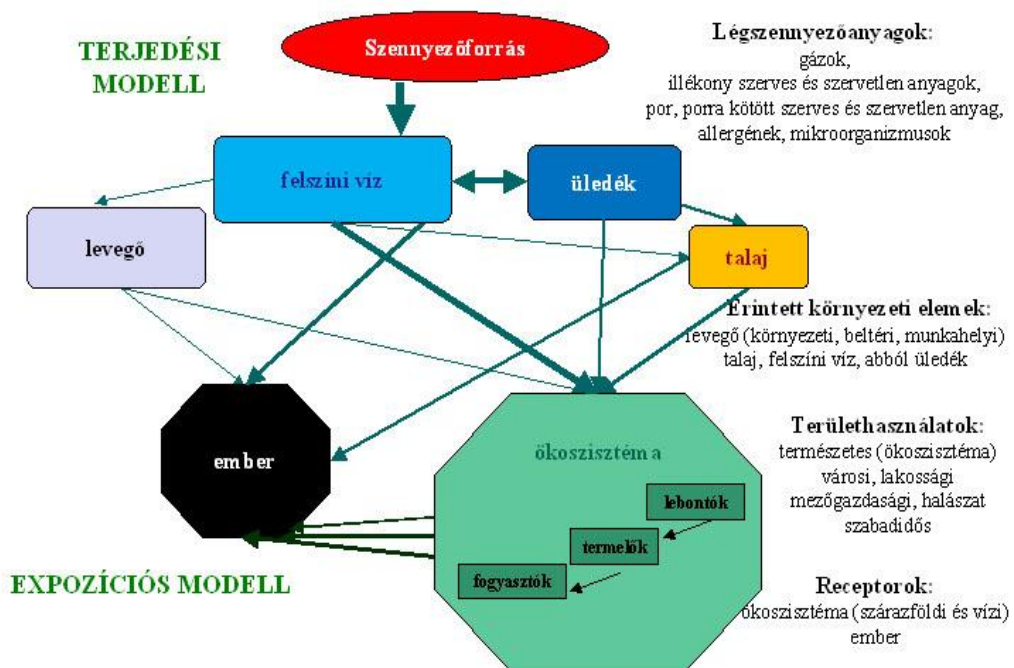 TERJEDÉSI
MODELL
Szennyezőforrás
Légszennyezőanyagok:
gázok,
illékony szerves és szervetlen anyagok,
por, porra kötött szerves és szervetlen anyag,
allergének, mikroorganizmusok
felszíni víz
üledék
levegő
talaj
Érintett környezeti elemek:
levegő (környezeti, beltéri, munkahelyi)
talaj, felszíni víz, abból üledék
ember
ökoszisztéma
lebontók
termelők
fogyasztók
Területhasználatok:
természetes (ökoszisztéma)
városi, lakossági
mezőgazdasági, halászat
szabadidős
EXPOZÍCIÓS MODELL
Receptorok:
ökoszisztéma (szárazföldi és vízi)
ember